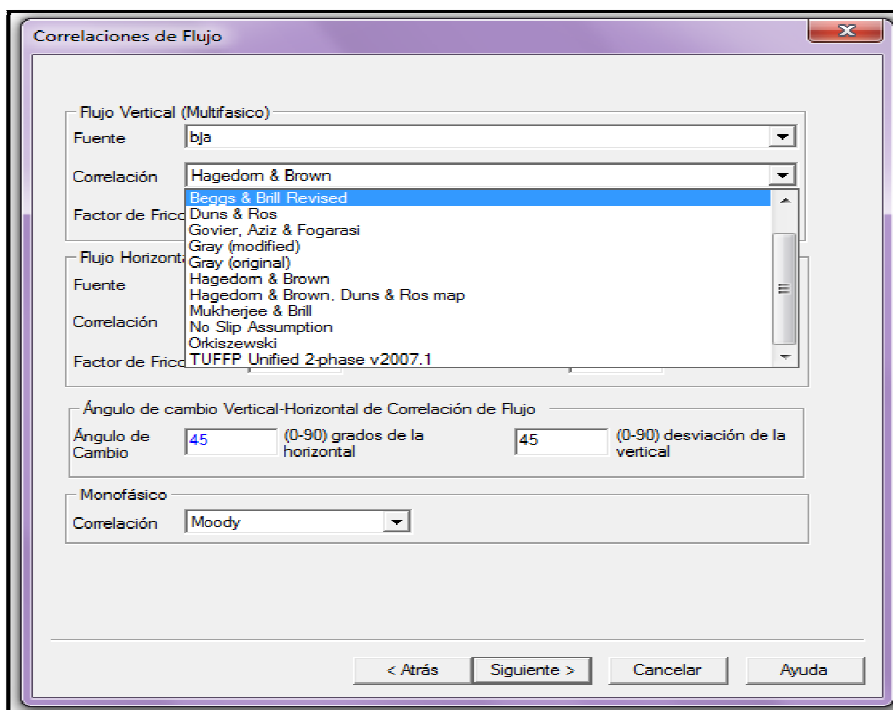 Correlaciones de Flujo
Flujo Vertical (Multifasico)
Fuente bja
Correlación Hagedorn & Brown
Beggs & Brill Revised
Factor de Fricc Duns & Ros
Govier, Aziz & Fogarasi
Gray (modified)
Flujo Horizont Gray (original)
Fuente Hagedorn & Brown
Hagedorn & Brown, Duns & Ros map
Mukherjee & Brill
Correlación No Slip Assumption
Orkiszewski
Factor de Fricc TUFFP Unified 2-phase v2007.1
Ángulo de cambio Vertical-Horizontal de Correlación de Flujo
Ángulo de Cambio 45 (0-90) grados de la horizontal 45 (0-90) desviación de la vertical
Monofásico
Correlación Moody
< Atrás Siguiente > Cancelar Ayuda